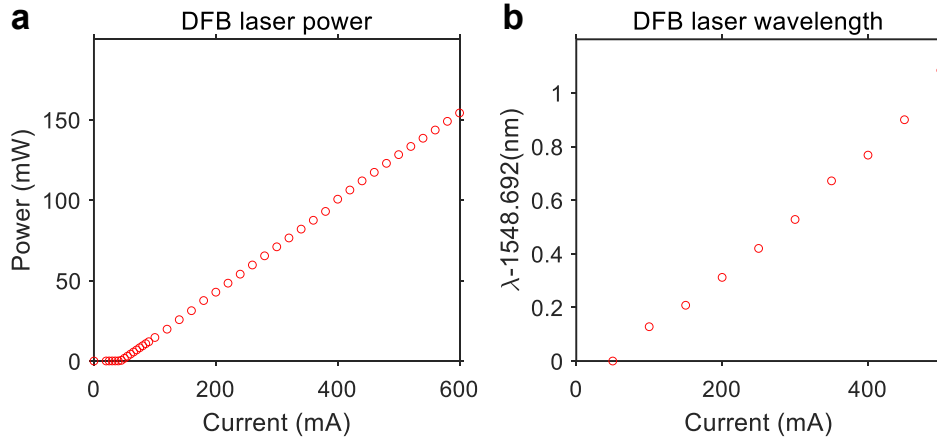 a
DFB laser power
150
100
50
0
Power (mW)
0 200 400 600
Current (mA)
b
DFB laser wavelength
1
0.8
0.6
0.4
0.2
0
λ-1548.692(nm)
0 200 400
Current (mA)